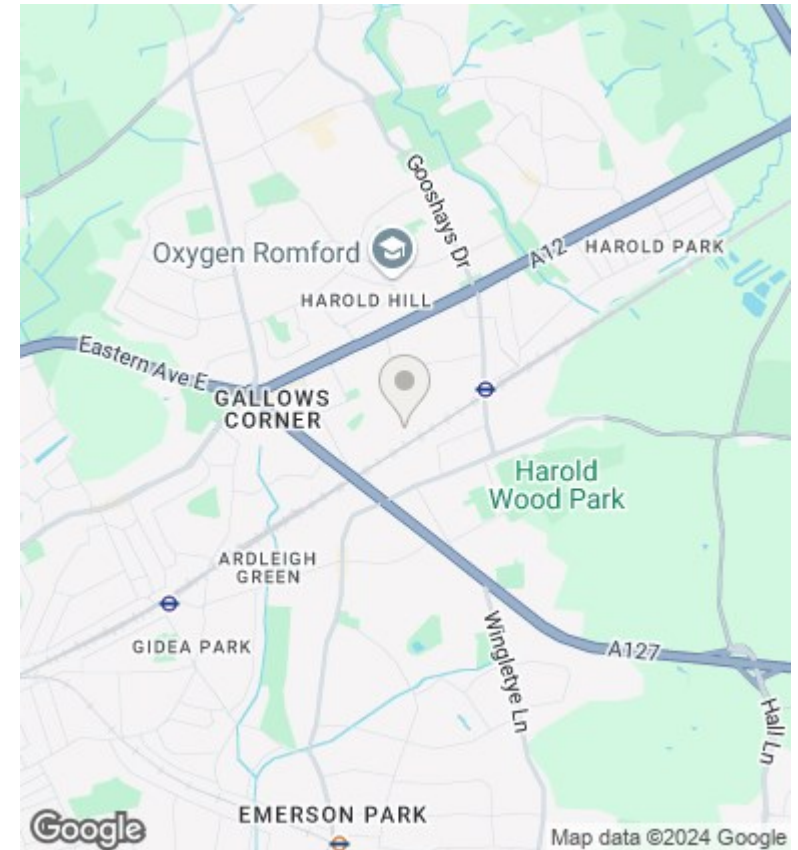 Gooshays Dr
Oxygen Romford
A12
HAROLD PARK
HAROLD HILL
Eastern Ave E
GALLOWS
CORNER
Harold
Wood Park
ARDLEIGH
GREEN
GIDEA PARK
Wingletye Ln
A127
Hall Ln
EMERSON PARK
Google
Map data ©2024 Google